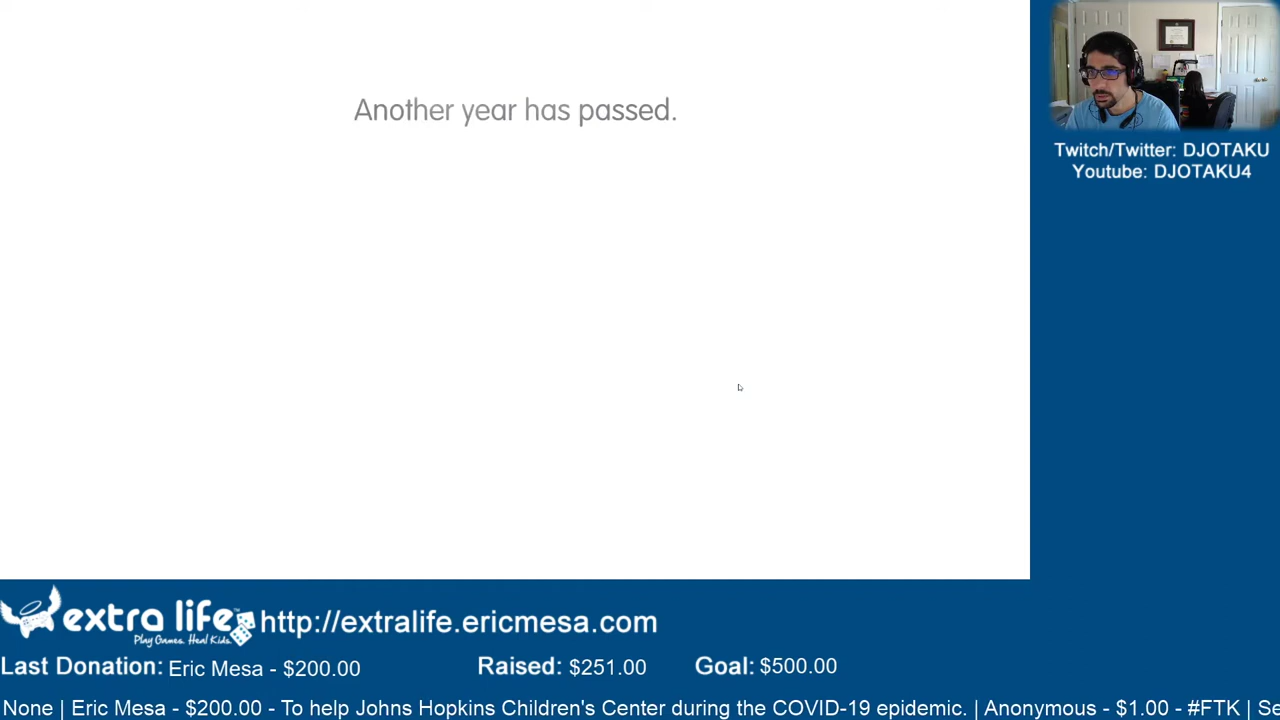 Another year has passed.
Twitch/Twitter: DJOTAKU
Youtube: DJOTAKU4
extra life
Play Games. Heal Kids.
http://extralife.ericmesa.com
Last Donation: Eric Mesa - $200.00 Raised: $251.00 Goal: $500.00
None | Eric Mesa - $200.00 - To help Johns Hopkins Children's Center during the COVID-19 epidemic. | Anonymous - $1.00 - #FTK | Se